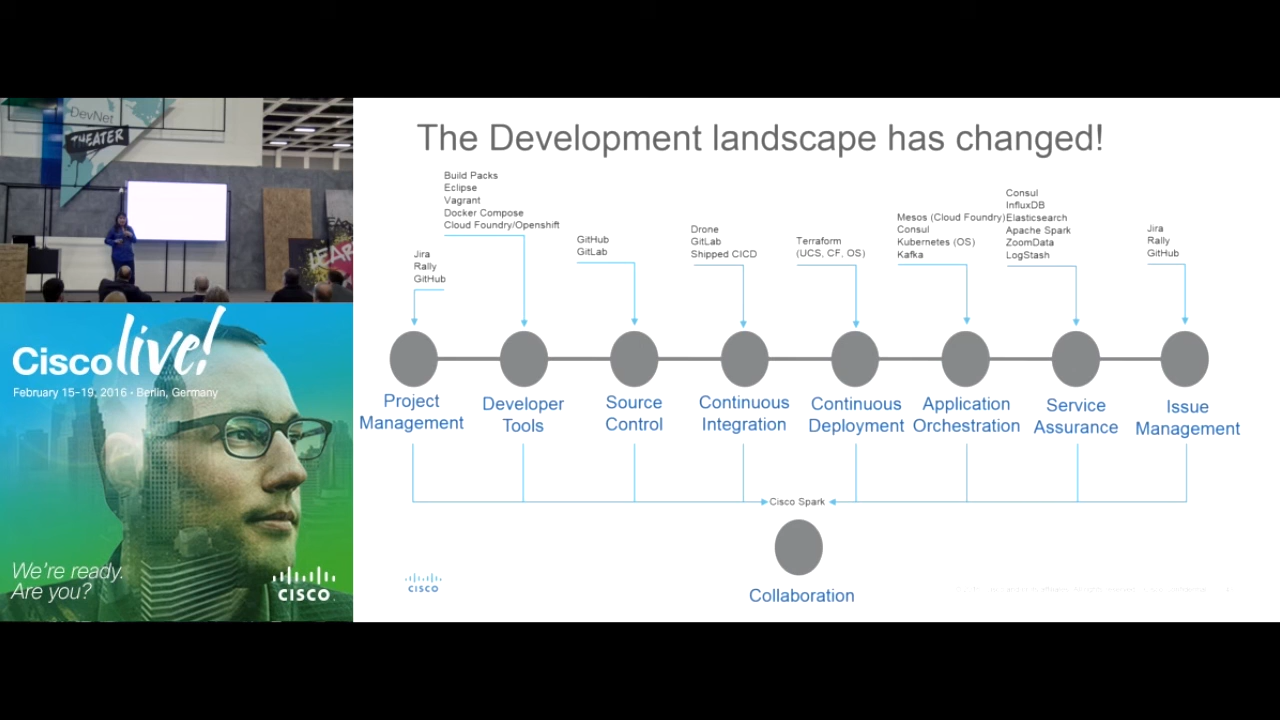 DevNet
THEATER
Cisco live!
February 15-19, 2016 • Berlin, Germany
We're ready.
Are you?
CISCO
The Development landscape has changed!
Jira
Rally
GitHub
Build Packs
Eclipse
Vagrant
Docker Compose
Cloud Foundry/Openshift
GitHub
GitLab
Drone
GitLab
Shipped CICD
Terraform
(UCS, CF, OS)
Mesos (Cloud Foundry)
Consul
Kubernetes (OS)
Kafka
Consul
InfluxDB
Elasticsearch
Apache Spark
ZoomData
LogStash
Jira
Rally
GitHub
Project
Management
Developer
Tools
Source
Control
Continuous
Integration
Continuous
Deployment
Application
Orchestration
Service
Assurance
Issue
Management
Cisco Spark
Collaboration
CISCO